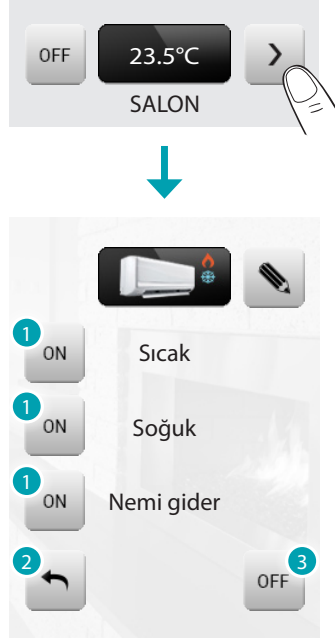 OFF 23.5°C >
SALON
1 ON Sıcak
1 ON Soğuk
1 ON Nemi gider
2 OFF 3